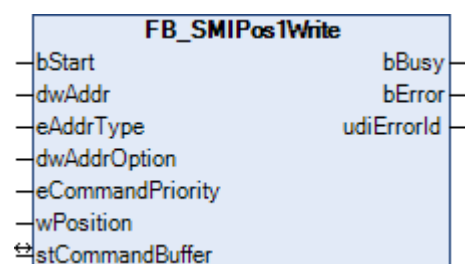 FB_SMIPos1Write
bStart bBusy
dwAddr bError
eAddrType udiErrorId
dwAddrOption
eCommandPriority
wPosition
stCommandBuffer